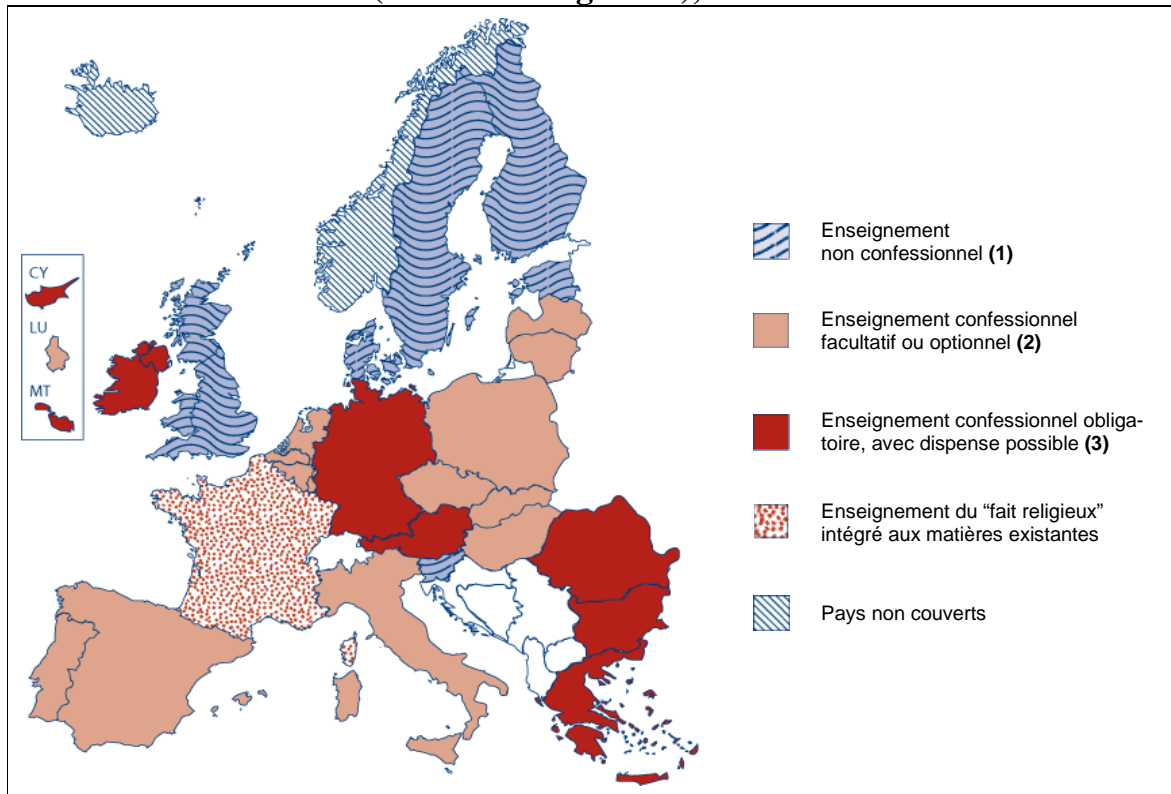 CY
LU
MT
Enseignement
non confessionnel (1)
Enseignement confessionnel
facultatif ou optionnel (2)
Enseignement confessionnel obliga-
toire, avec dispense possible (3)
Enseignement du “fait religieux”
intégré aux matières existantes
Pays non couverts